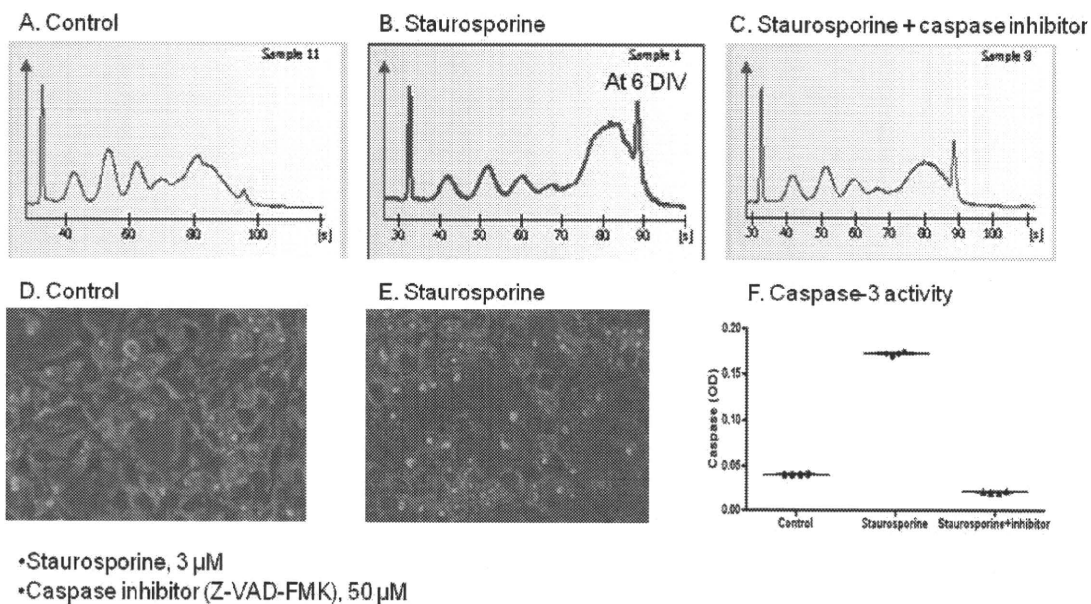 A. Control
B. Staurosporine
C. Staurosporine + caspase inhibitor
Sample 11
40 60 80 100 [s]
Sample 1
At 6 DIV
30 40 50 60 70 80 90 [s]
Sample 8
30 40 50 60 70 80 90 100 [s]
D. Control
E. Staurosporine
F. Caspase-3 activity
0.20
0.15
0.10
0.05
0.00
Caspase (OD)
Control Staurosporine Staurosporine+inhibitor
•Staurosporine, 3 µM
•Caspase inhibitor (Z-VAD-FMK), 50 µM